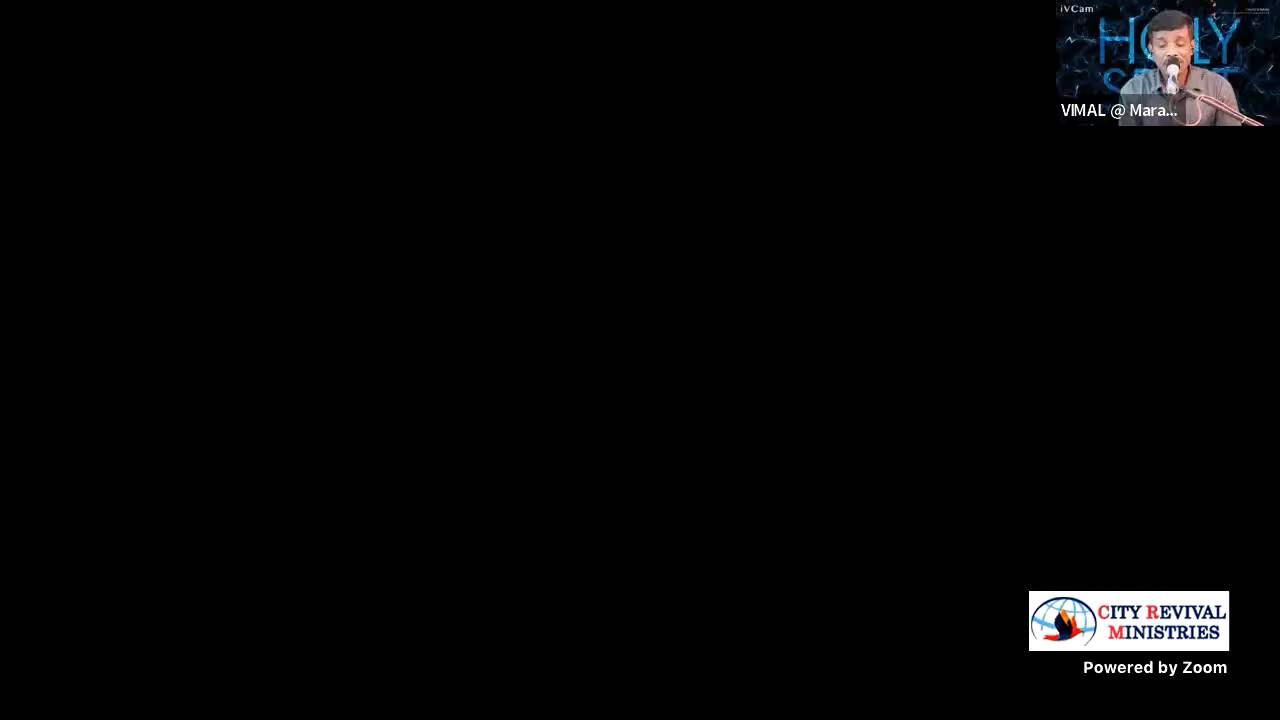 iVCam
HOLY
VIMAL @ Mara...
CITY REVIVAL
MINISTRIES
Powered by Zoom